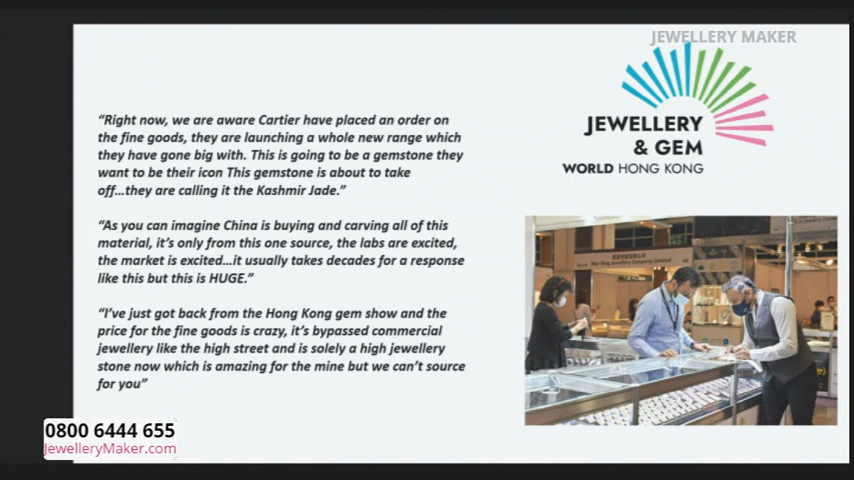 JEWELLERY MAKER
JEWELLERY
& GEM
WORLD HONG KONG
“Right now, we are aware Cartier have placed an order on
the fine goods, they are launching a whole new range which
they have gone big with. This is going to be a gemstone they
want to be their icon This gemstone is about to take
off...they are calling it the Kashmir Jade.”
“As you can imagine China is buying and carving all of this
material, it’s only from this one source, the labs are excited,
the market is excited...it usually takes decades for a response
like this but this is HUGE.”
“I’ve just got back from the Hong Kong gem show and the
price for the fine goods is crazy, it’s bypassed commercial
jewellery like the high street and is solely a high jewellery
stone now which is amazing for the mine but we can’t source
for you”
0800 6444 655
JewelleryMaker.com